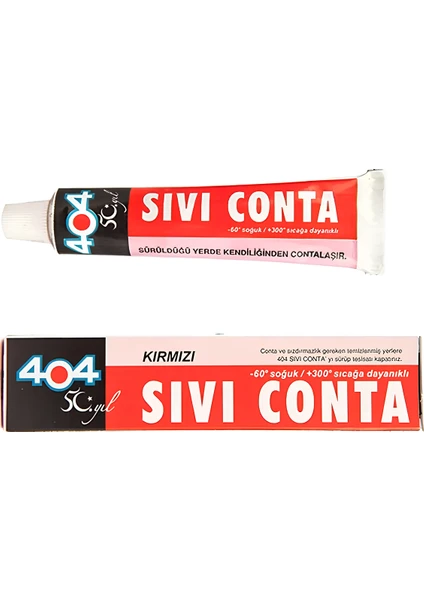 404
50.yıl
SIVI CONTA
-60° soğuk / +300° sıcağa dayanıklı
SÜRÜLDÜĞÜ YERDE KENDİLİĞİNDEN CONTALAŞIR.
404
50.yıl
KIRMIZI
Conta ve sızdırmazlık gereken temizlenmiş yerlere
404 SIVI CONTA' yı sürüp tesisatı kapatınız.
-60° soğuk / +300° sıcağa dayanıklı
SIVI CONTA